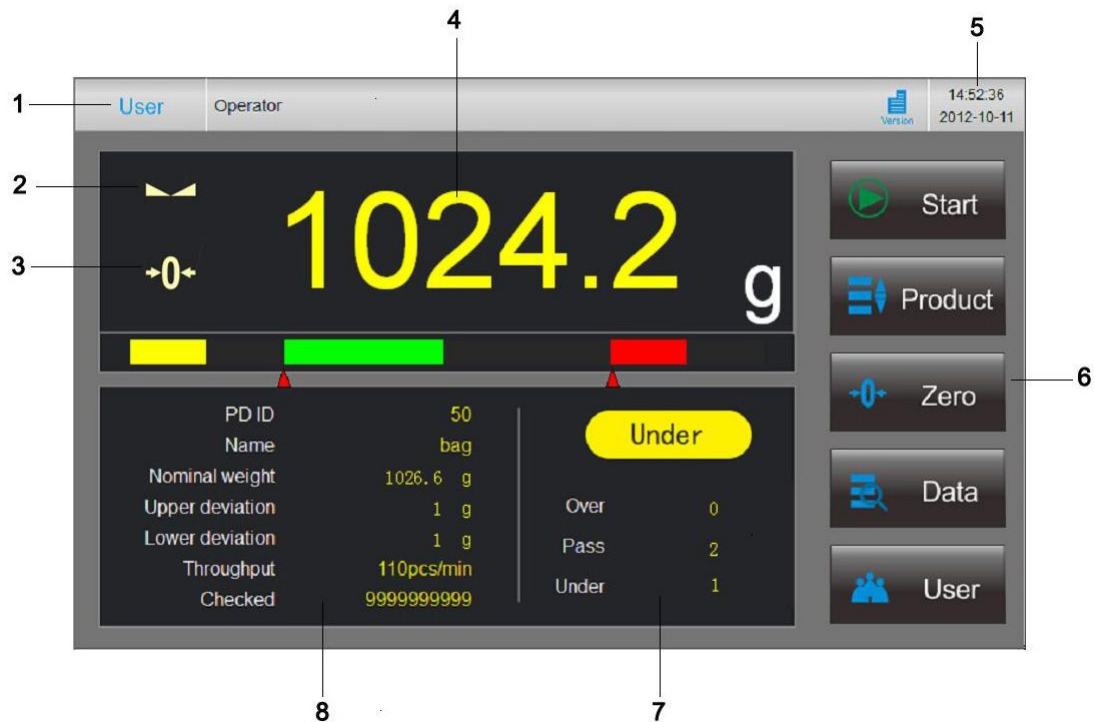 4
5
1
User
Operator
Version
14:52:36
2012-10-11
2
3
→0←
1024.2
g
Start
Product
→0← Zero
6
Data
User
PD ID 50
Name bag
Nominal weight 1026.6 g
Upper deviation 1 g
Lower deviation 1 g
Throughput 110pcs/min
Checked 9999999999
Under
Over 0
Pass 2
Under 1
8
7